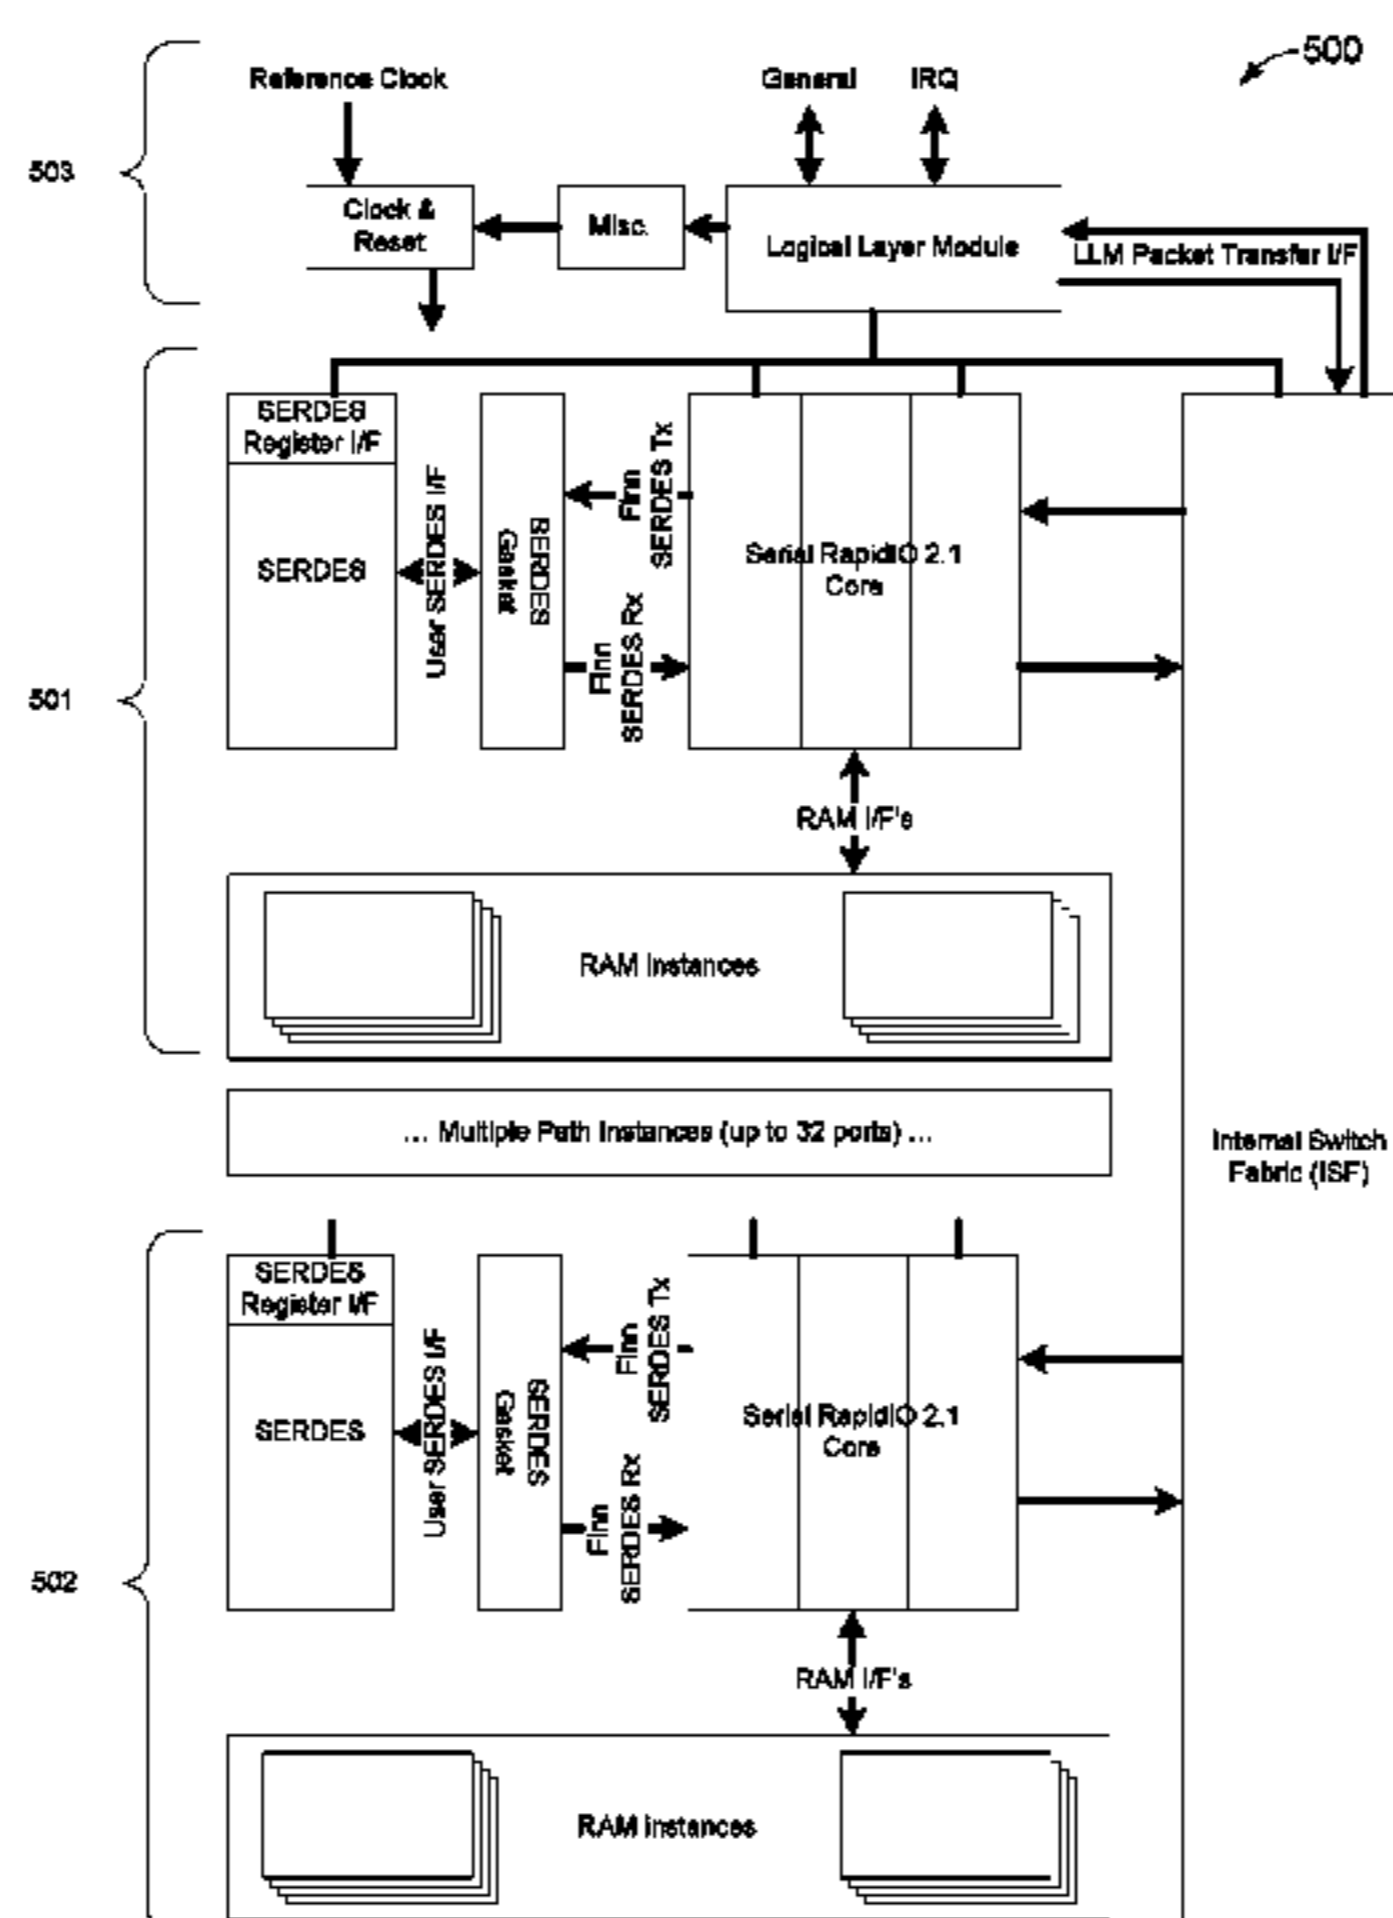 500
Reference Clock
General
IRQ
503
Clock &
Reset
Misc.
Logical Layer Module
LLM Packet Transfer I/F
SERDES
Register I/F
SERDES
User SERDES I/F
SERDES
Gasket
Finn
SERDES Tx
Finn
SERDES Rx
Serial RapidIO 2.1
Core
501
RAM I/F's
RAM Instances
... Multiple Path Instances (up to 32 ports) ...
Internal Switch
Fabric (ISF)
SERDES
Register I/F
SERDES
User SERDES I/F
SERDES
Gasket
Finn
SERDES Tx
Finn
SERDES Rx
Serial RapidIO 2.1
Core
502
RAM I/F's
RAM Instances